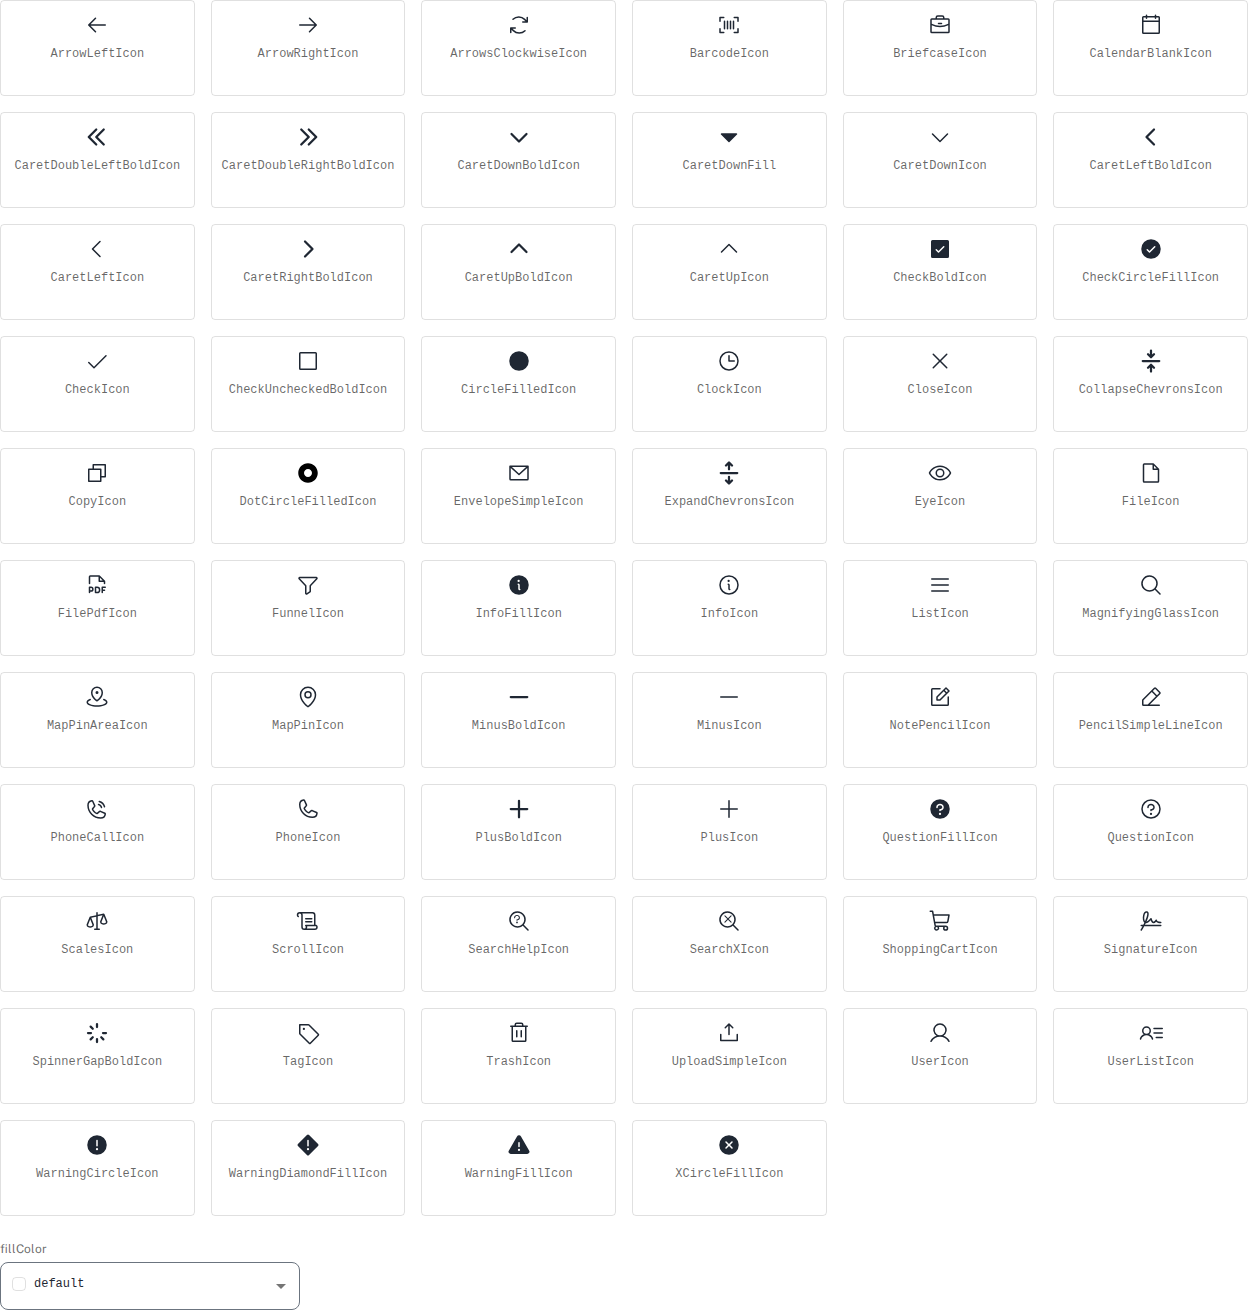 ArrowLeftIcon
ArrowRightIcon
ArrowsClockwiseIcon
BarcodeIcon
BriefcaseIcon
CalendarBlankIcon
CaretDoubleLeftBoldIcon
CaretDoubleRightBoldIcon
CaretDownBoldIcon
CaretDownFill
CaretDownIcon
CaretLeftBoldIcon
CaretLeftIcon
CaretRightBoldIcon
CaretUpBoldIcon
CaretUpIcon
CheckBoldIcon
CheckCircleFillIcon
CheckIcon
CheckUncheckedBoldIcon
CircleFilledIcon
ClockIcon
CloseIcon
CollapseChevronsIcon
CopyIcon
DotCircleFilledIcon
EnvelopeSimpleIcon
ExpandChevronsIcon
EyeIcon
FileIcon
PDF
FilePdfIcon
FunnelIcon
InfoFillIcon
InfoIcon
ListIcon
MagnifyingGlassIcon
MapPinAreaIcon
MapPinIcon
MinusBoldIcon
MinusIcon
NotePencilIcon
PencilSimpleLineIcon
PhoneCallIcon
PhoneIcon
PlusBoldIcon
PlusIcon
QuestionFillIcon
QuestionIcon
ScalesIcon
ScrollIcon
SearchHelpIcon
SearchXIcon
ShoppingCartIcon
SignatureIcon
SpinnerGapBoldIcon
TagIcon
TrashIcon
UploadSimpleIcon
UserIcon
UserListIcon
WarningCircleIcon
WarningDiamondFillIcon
WarningFillIcon
XCircleFillIcon
fillColor
default